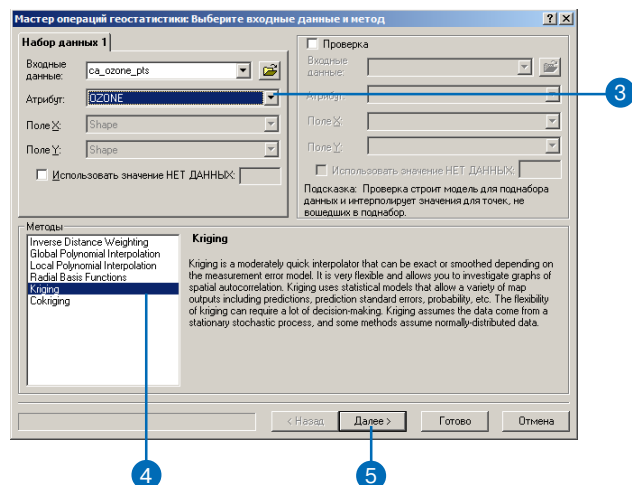 Мастер операций геостатистики: Выберите входные данные и метод
Набор данных 1
Входные данные:
ca_ozone_pts
Атрибут:
OZONE
3
Поле X:
Shape
Поле Y:
Shape
Использовать значение НЕТ ДАННЫХ:
Проверка
Входные данные:
Атрибут:
Поле X:
Поле Y:
Использовать значение НЕТ ДАННЫХ:
Подсказка: Проверка строит модель для поднабора
данных и интерполирует значения для точек, не
вошедших в поднабор.
Методы
Inverse Distance Weighting
Global Polynomial Interpolation
Local Polynomial Interpolation
Radial Basis Functions
Kriging
Cokriging
Kriging
Kriging is a moderately quick interpolator that can be exact or smoothed depending on
the measurement error model. It is very flexible and allows you to investigate graphs of
spatial autocorrelation. Kriging uses statistical models that allow a variety of map
outputs including predictions, prediction standard errors, probability, etc. The flexibility
of kriging can require a lot of decision-making. Kriging assumes the data come from a
stationary stochastic process, and some methods assume normally-distributed data.
< Назад
Далее >
Готово
Отмена
4
5